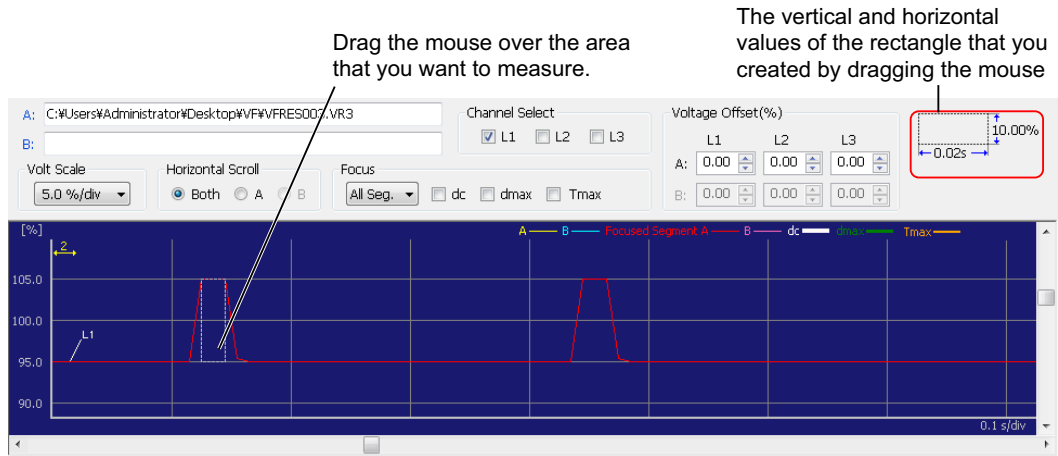 The vertical and horizontal
values of the rectangle that you
created by dragging the mouse
Drag the mouse over the area
that you want to measure.
A: C:¥Users¥Administrator¥Desktop¥VF¥VFRES003.VR3
B:
Channel Select
L1 L2 L3
Voltage Offset(%)
L1 L2 L3
A: 0.00 0.00 0.00
B: 0.00 0.00 0.00
10.00%
0.02s
Volt Scale
5.0 %/div
Horizontal Scroll
Both A B
Focus
All Seg. dc dmax Tmax
[%]
A B Focused Segment A B dc dmax Tmax
2
105.0
100.0
L1
95.0
90.0
0.1 s/div